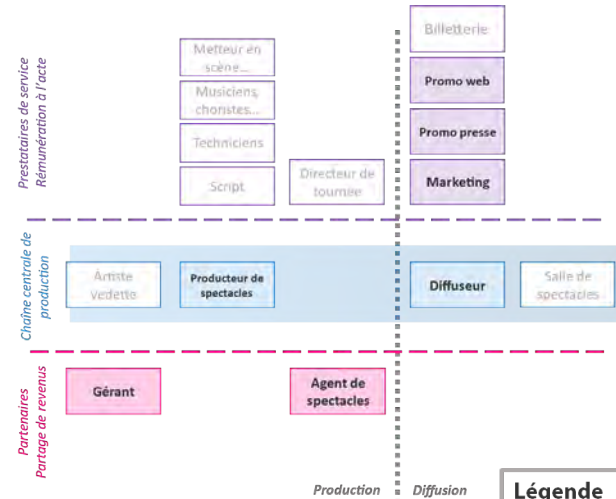 Prestataires de service
Rémunération à l'acte
Metteur en
scène...
Musiciens,
choristes...
Techniciens
Script
Directeur de
tournée
Billetterie
Promo web
Promo presse
Marketing
Chaîne centrale de
production
Artiste
vedette
Producteur de
spectacles
Diffuseur
Salle de
spectacles
Partenaires
Partage de revenus
Gérant
Agent de
spectacles
Production
Diffusion
Légende